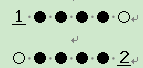 1 ● ● ● ● ○
○ ● ● ● ● 2